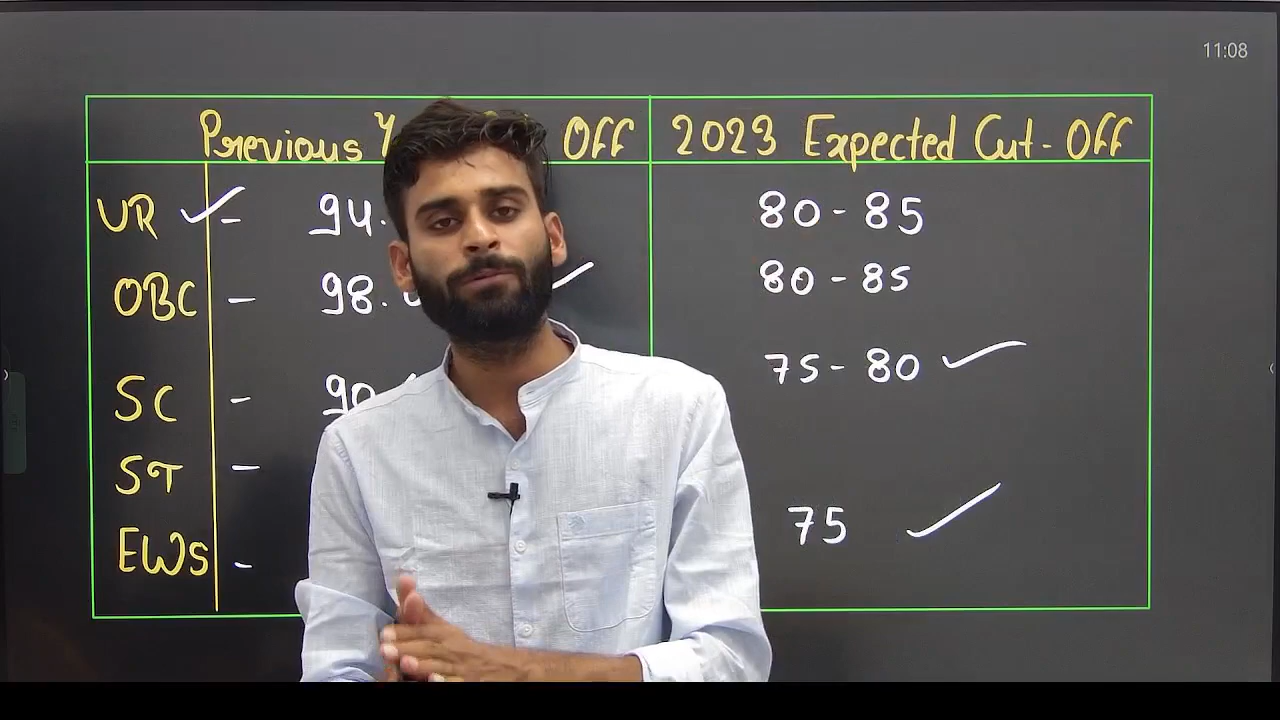 11:08
Previous Off 2023 Expected Cut-Off
UR - 94. 80-85
OBC - 98. 80-85
SC - 90 75-80
ST -
EWS - 75